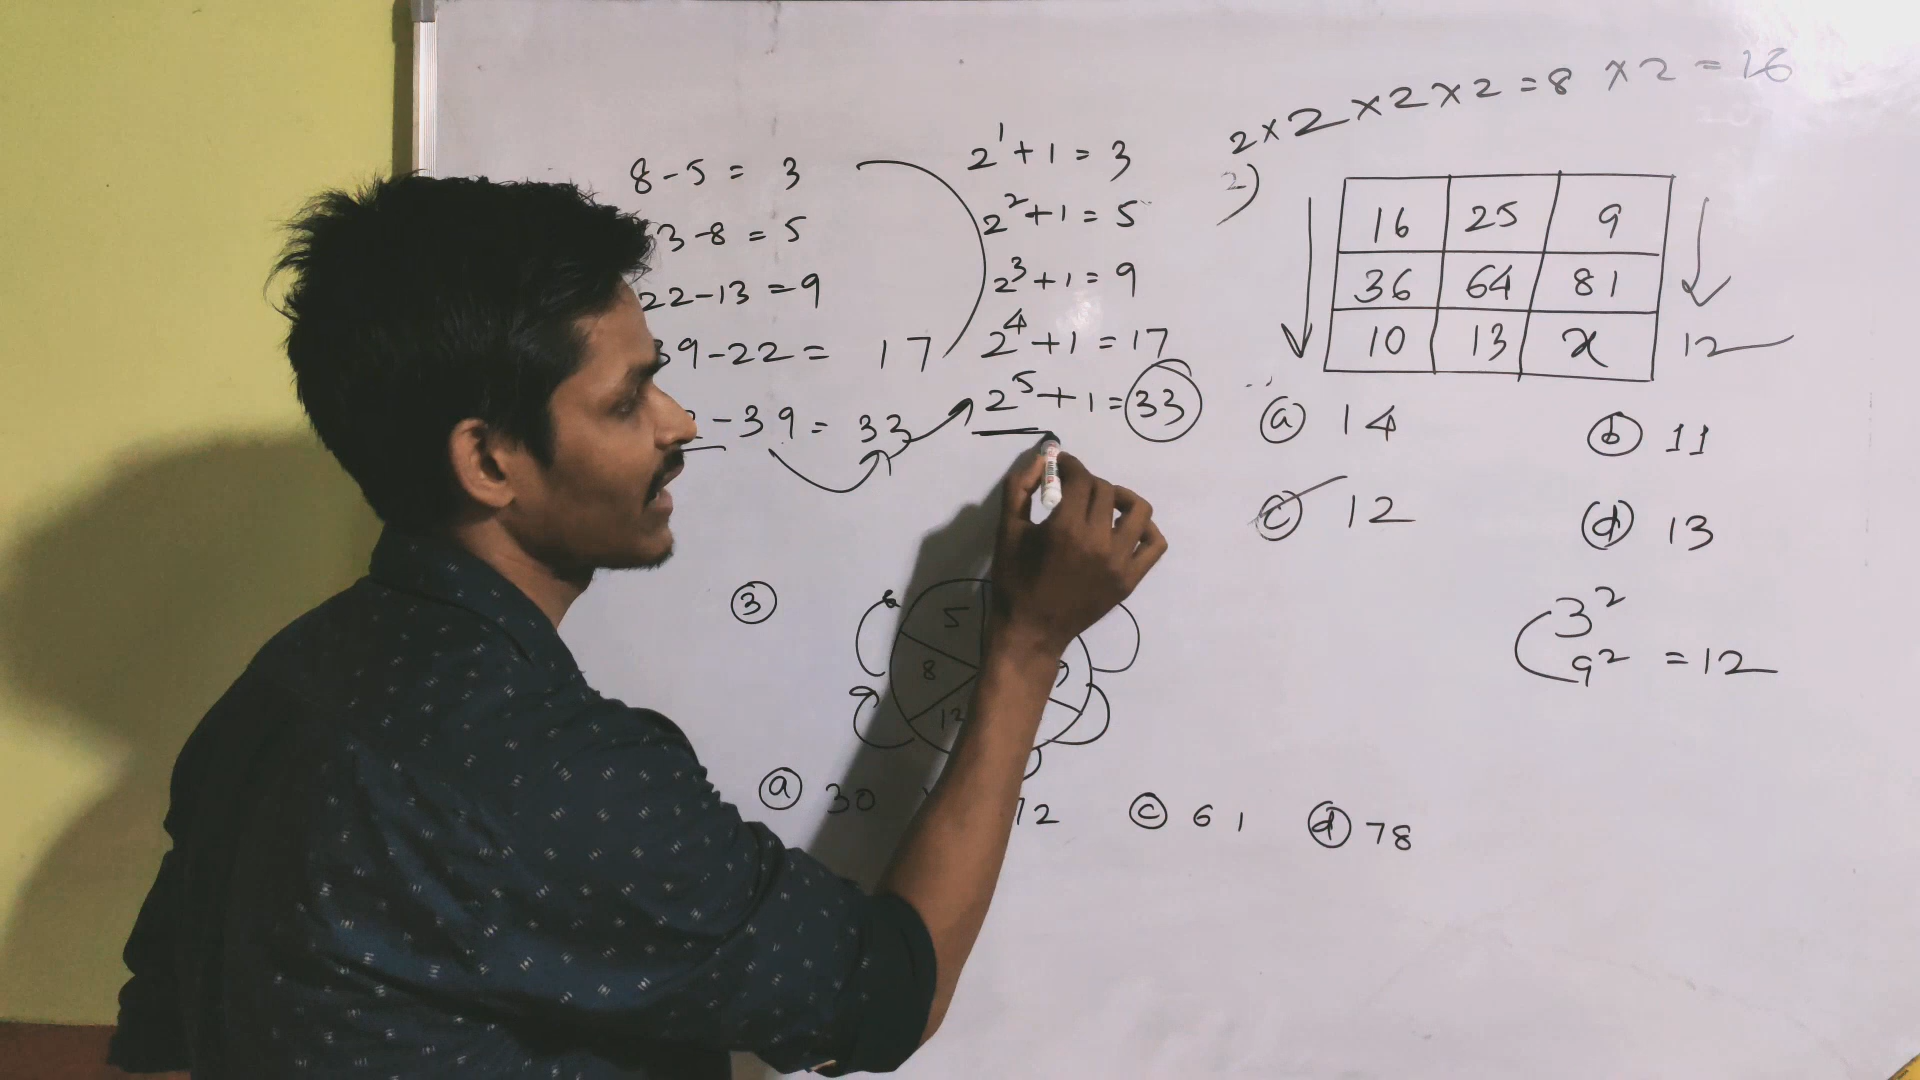 2 × 2 × 2 × 2 = 8 × 2 = 16
8 - 5 = 3
3 - 8 = 5
22 - 13 = 9
39 - 22 = 17
- 39 = 33
2¹ + 1 = 3
2² + 1 = 5
2³ + 1 = 9
2⁴ + 1 = 17
2⁵ + 1 = 33
2)
16 25 9
36 64 81
10 13 x 12
(a) 14 (b) 11
(c) 12 (d) 13
3²
9² = 12
(3)
5
8
12
(a) 30 12 (c) 61 (d) 78